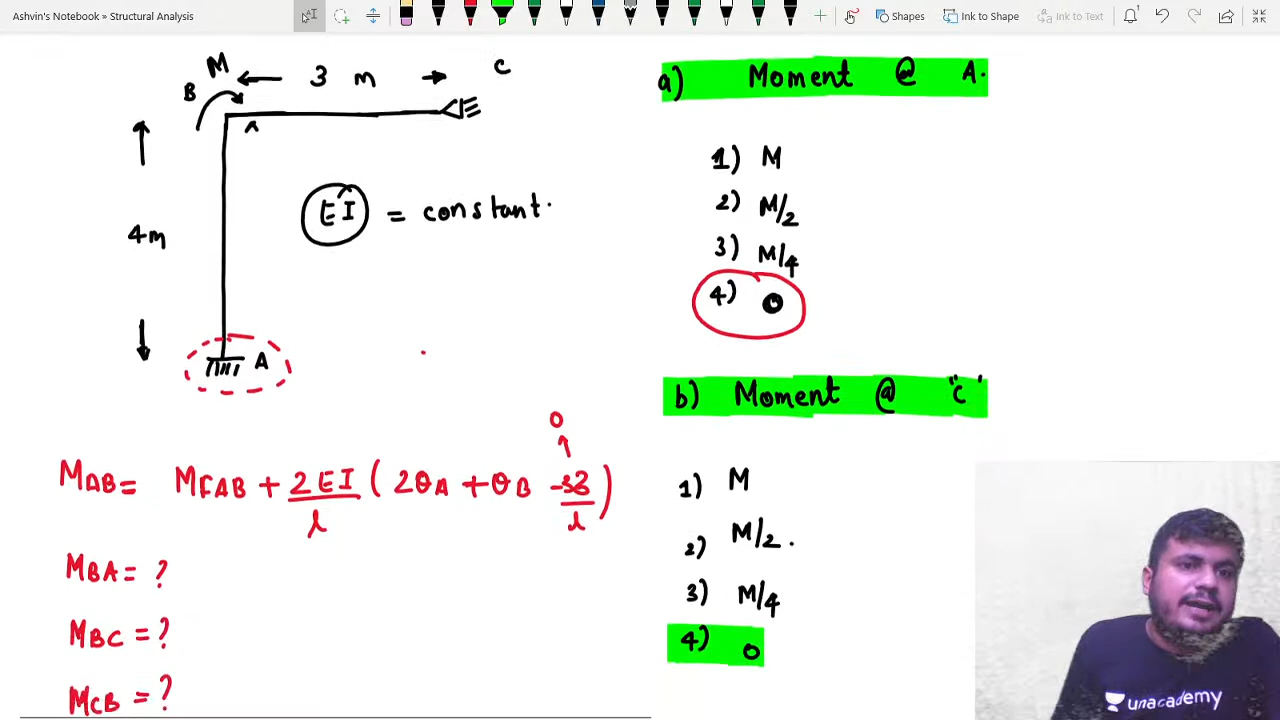 Ashvin's Notebook » Structural Analysis
Shapes
Ink to Shape
Ink to Text
M
B
3 m
C
4m
EI = constant.
A
a) Moment @ A.
1) M
2) M/2
3) M/4
4) 0
b) Moment @ "C"
1) M
2) M/2.
3) M/4
4) 0
0
MAB = MFAB + 2EI/l (2θA + θB - 3δ/l)
MBA = ?
MBC = ?
MCB = ?
unacademy